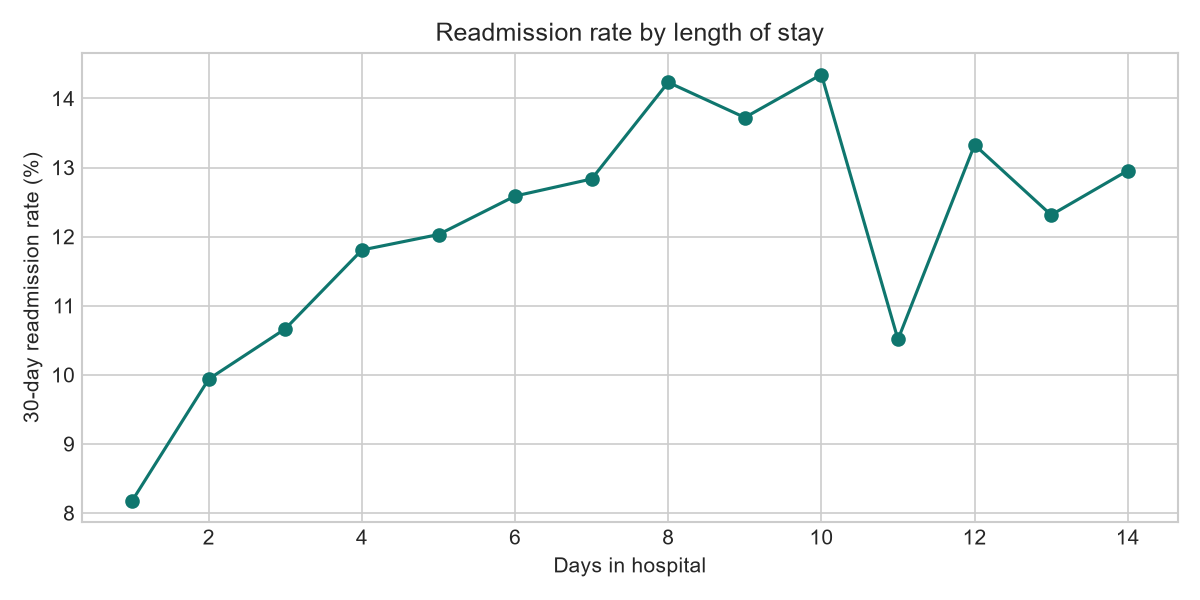 Readmission rate by length of stay
30-day readmission rate (%)
14
13
12
11
10
9
8
2 4 6 8 10 12 14
Days in hospital